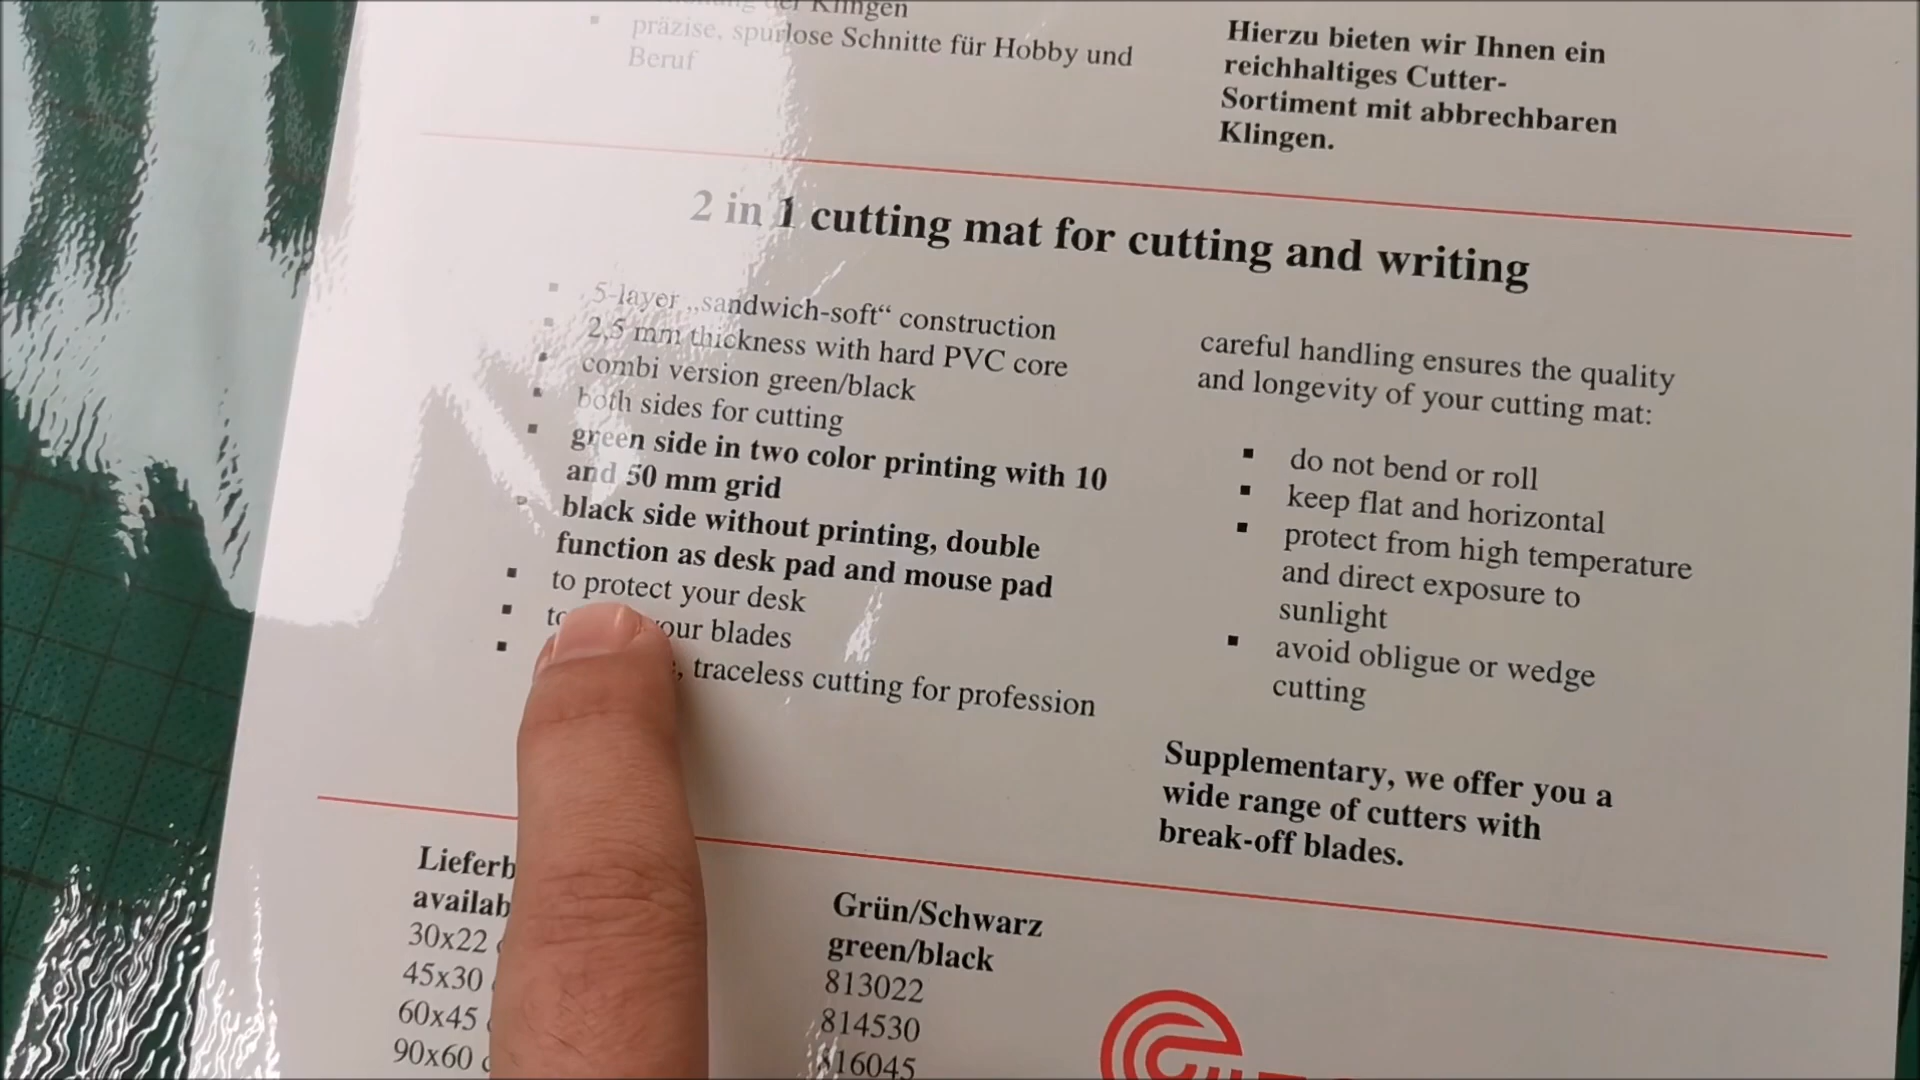 der Klingen
präzise, spurlose Schnitte für Hobby und
Beruf
Hierzu bieten wir Ihnen ein
reichhaltiges Cutter-
Sortiment mit abbrechbaren
Klingen.
2 in 1 cutting mat for cutting and writing
5-layer „sandwich-soft“ construction
2,5 mm thickness with hard PVC core
combi version green/black
both sides for cutting
green side in two color printing with 10
and 50 mm grid
black side without printing, double
function as desk pad and mouse pad
to protect your desk
to your blades
traceless cutting for profession
careful handling ensures the quality
and longevity of your cutting mat:
do not bend or roll
keep flat and horizontal
protect from high temperature
and direct exposure to
sunlight
avoid obligue or wedge
cutting
Supplementary, we offer you a
wide range of cutters with
break-off blades.
30x22
45x30
60x45
90x60
Grün/Schwarz
green/black
813022
814530
816045